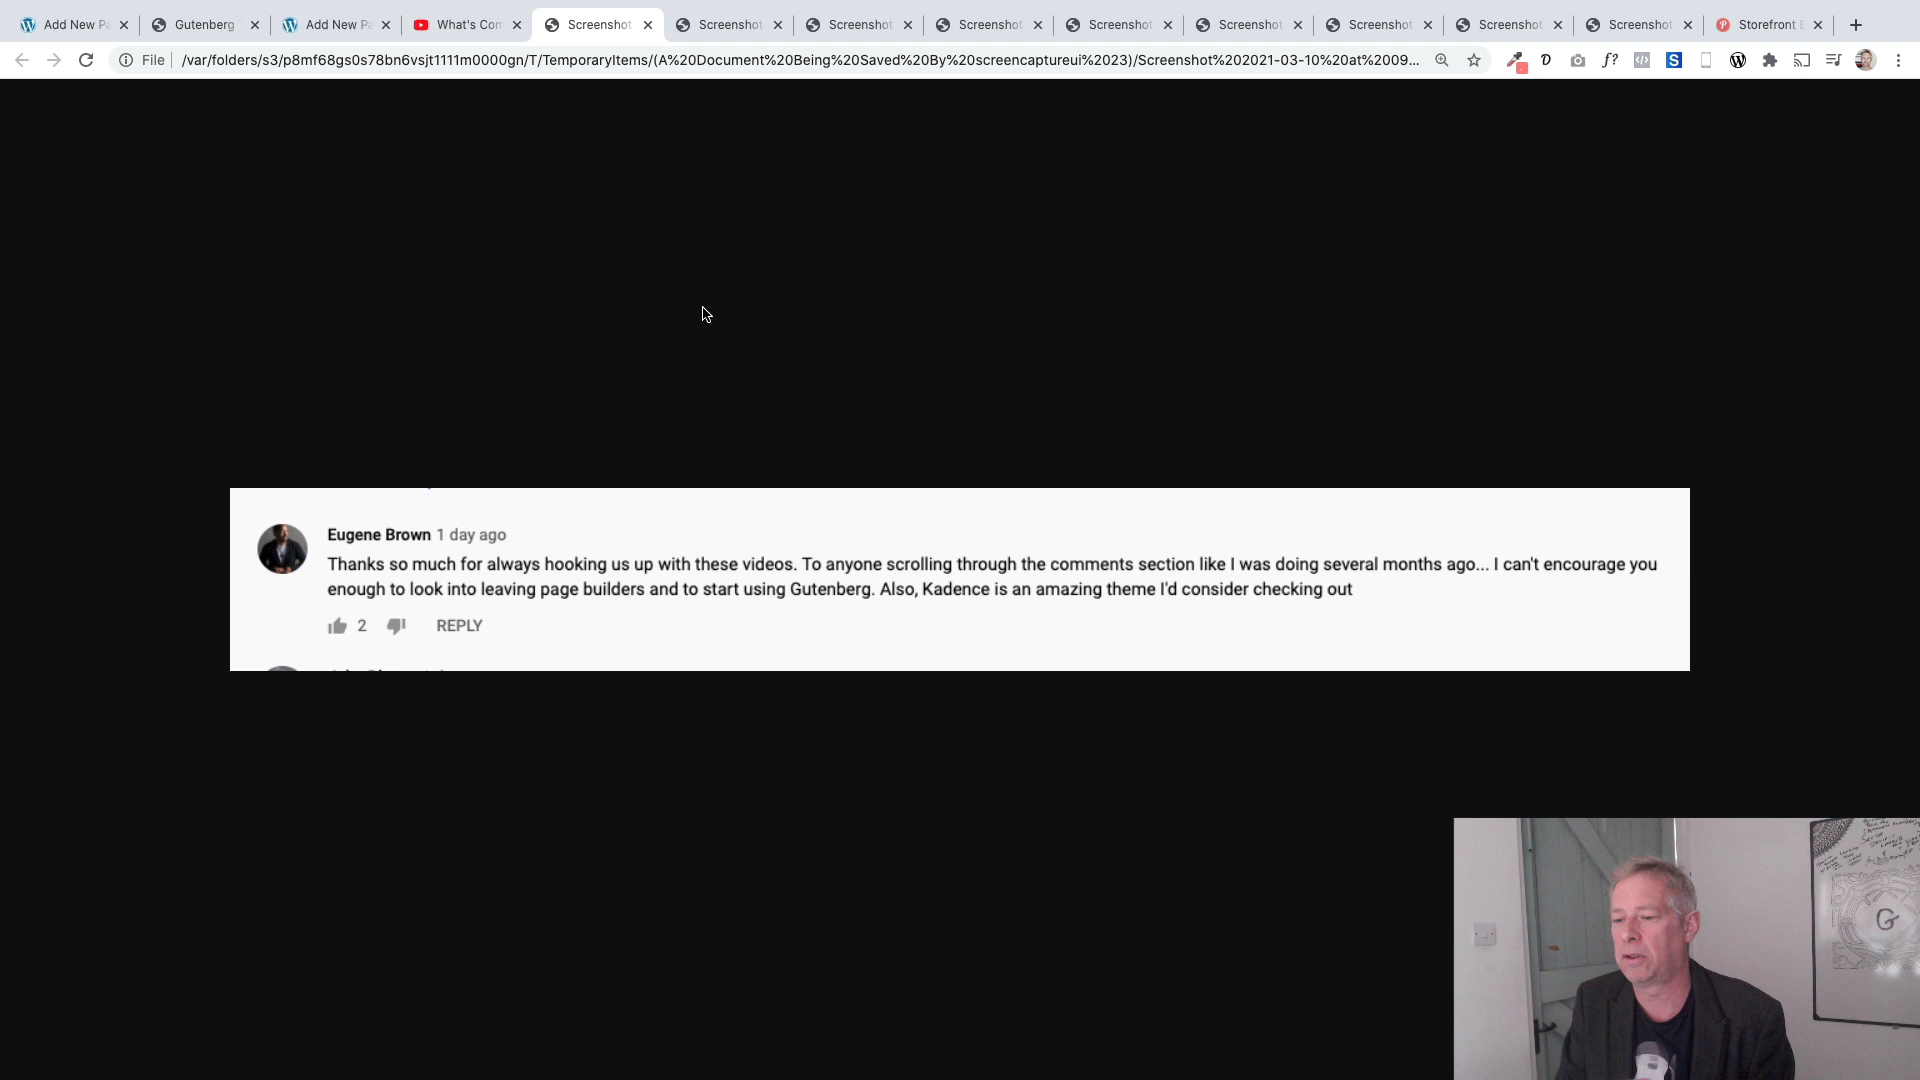 Add New Pa
Gutenberg
Add New Pa
What's Com
Screenshot
Screenshot
Screenshot
Screenshot
Screenshot
Screenshot
Screenshot
Screenshot
Screenshot
Storefront
File
/var/folders/s3/p8mf68gs0s78bn6vsjt1111m0000gn/T/TemporaryItems/(A%20Document%20Being%20Saved%20By%20screencaptureui%2023)/Screenshot%202021-03-10%20at%2009...
Eugene Brown 1 day ago
Thanks so much for always hooking us up with these videos. To anyone scrolling through the comments section like I was doing several months ago... I can't encourage you
enough to look into leaving page builders and to start using Gutenberg. Also, Kadence is an amazing theme I'd consider checking out
2 REPLY
G